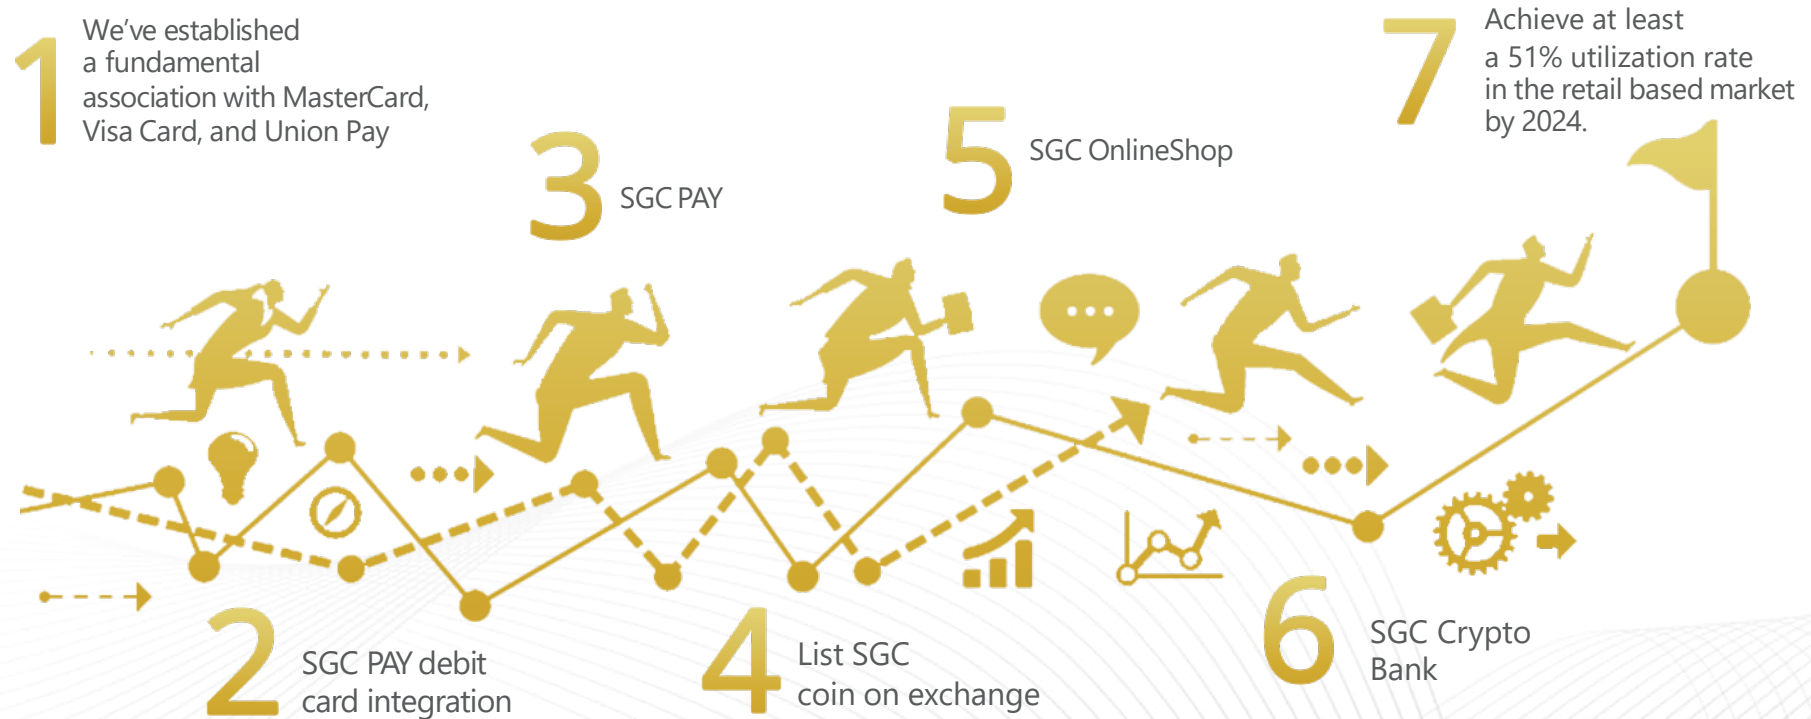 1
We’ve established
a fundamental
association with MasterCard,
Visa Card, and Union Pay
2
SGC PAY debit
card integration
3
SGC PAY
4
List SGC
coin on exchange
5
SGC OnlineShop
6
SGC Crypto
Bank
7
Achieve at least
a 51% utilization rate
in the retail based market
by 2024.